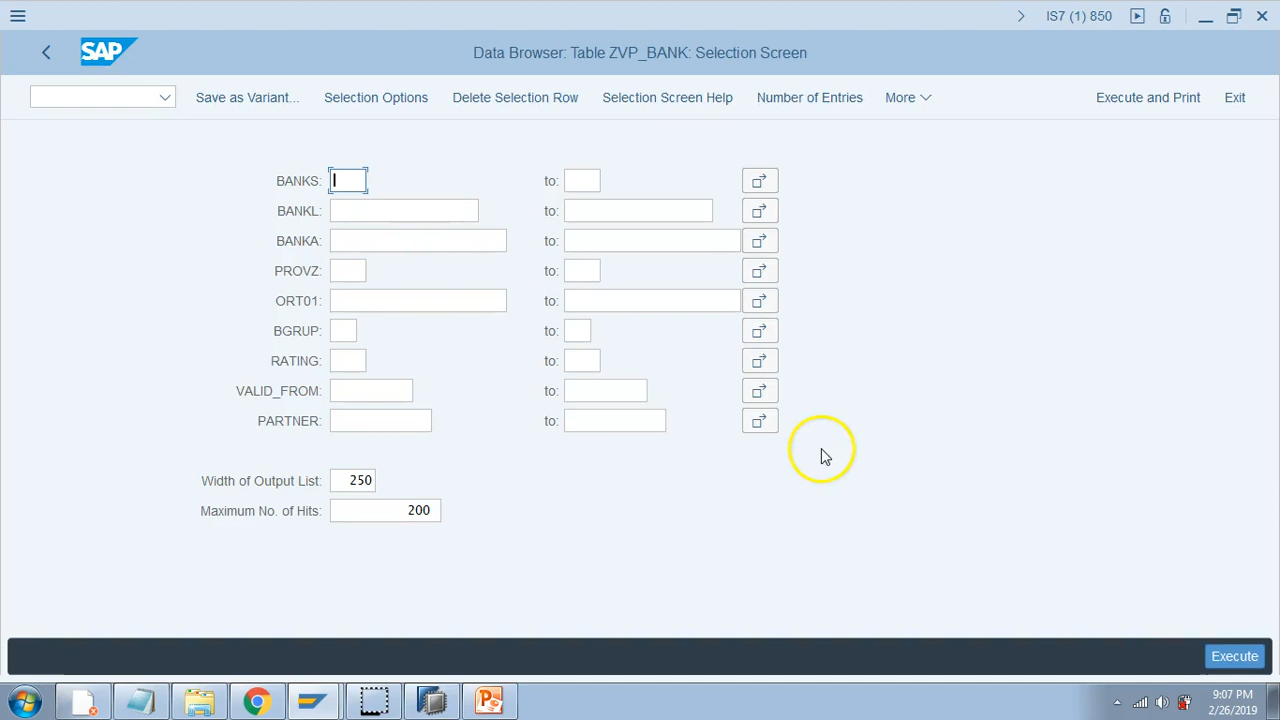 IS7 (1) 850
SAP
Data Browser: Table ZVP_BANK: Selection Screen
Save as Variant... Selection Options Delete Selection Row Selection Screen Help Number of Entries More Execute and Print Exit
BANKS: to:
BANKL: to:
BANKA: to:
PROVZ: to:
ORT01: to:
BGRUP: to:
RATING: to:
VALID_FROM: to:
PARTNER: to:
Width of Output List: 250
Maximum No. of Hits: 200
Execute
9:07 PM
2/26/2019